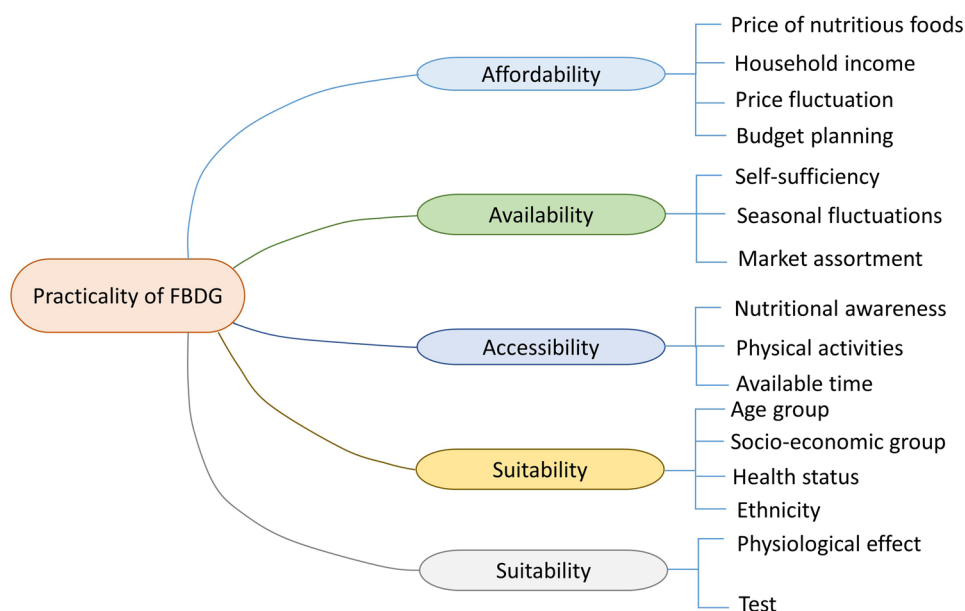 Practicality of FBDG
Affordability
Price of nutritious foods
Household income
Price fluctuation
Budget planning
Availability
Self-sufficiency
Seasonal fluctuations
Market assortment
Accessibility
Nutritional awareness
Physical activities
Available time
Suitability
Age group
Socio-economic group
Health status
Ethnicity
Suitability
Physiological effect
Test